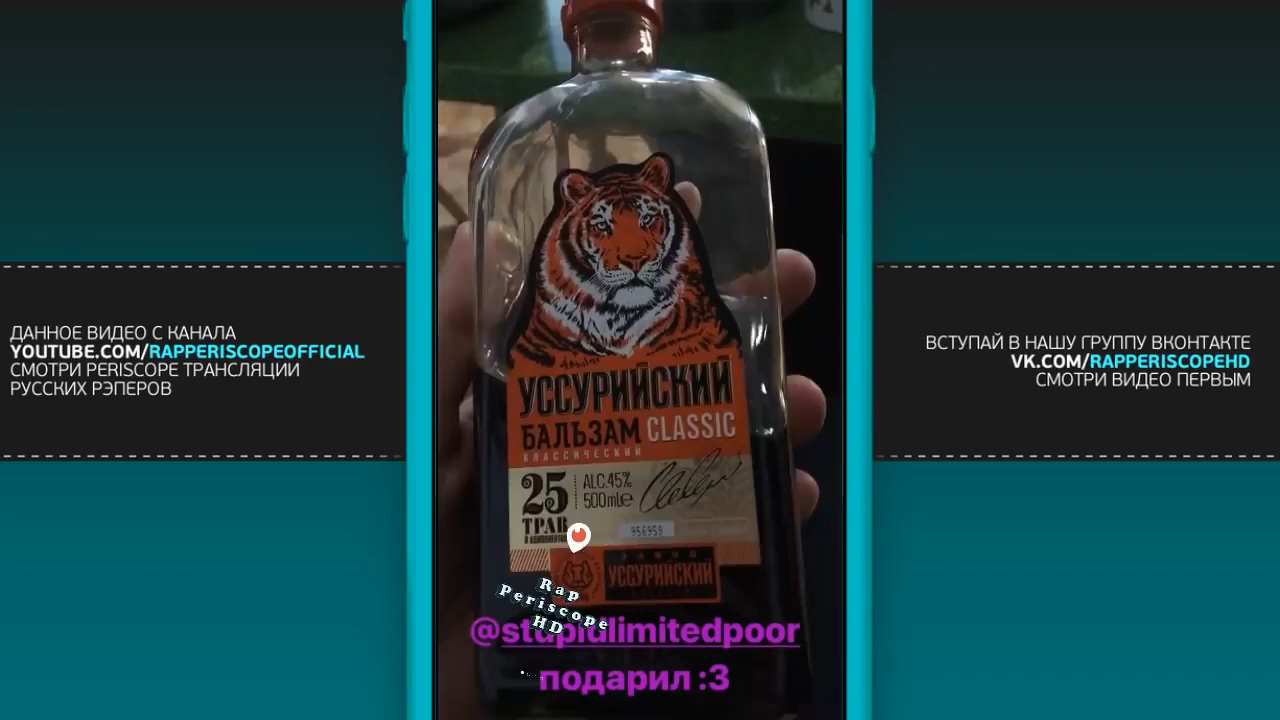 ДАННОЕ ВИДЕО С КАНАЛА
YOUTUBE.COM/RAPPERISCOPEOFFICIAL
СМОТРИ PERISCOPE ТРАНСЛЯЦИИ
РУССКИХ РЭПЕРОВ
УССУРИЙСКИЙ
БАЛЬЗАМ CLASSIC
КЛАССИЧЕСКИЙ
25
ТРАВ
ALC.45%
500mLe
956959
УССУРИЙСКИЙ
Rap
Periscope
HD
@stupidlimitedpoor
подарил :3
ВСТУПАЙ В НАШУ ГРУППУ ВКОНТАКТЕ
VK.COM/RAPPERISCOPEHD
СМОТРИ ВИДЕО ПЕРВЫМ